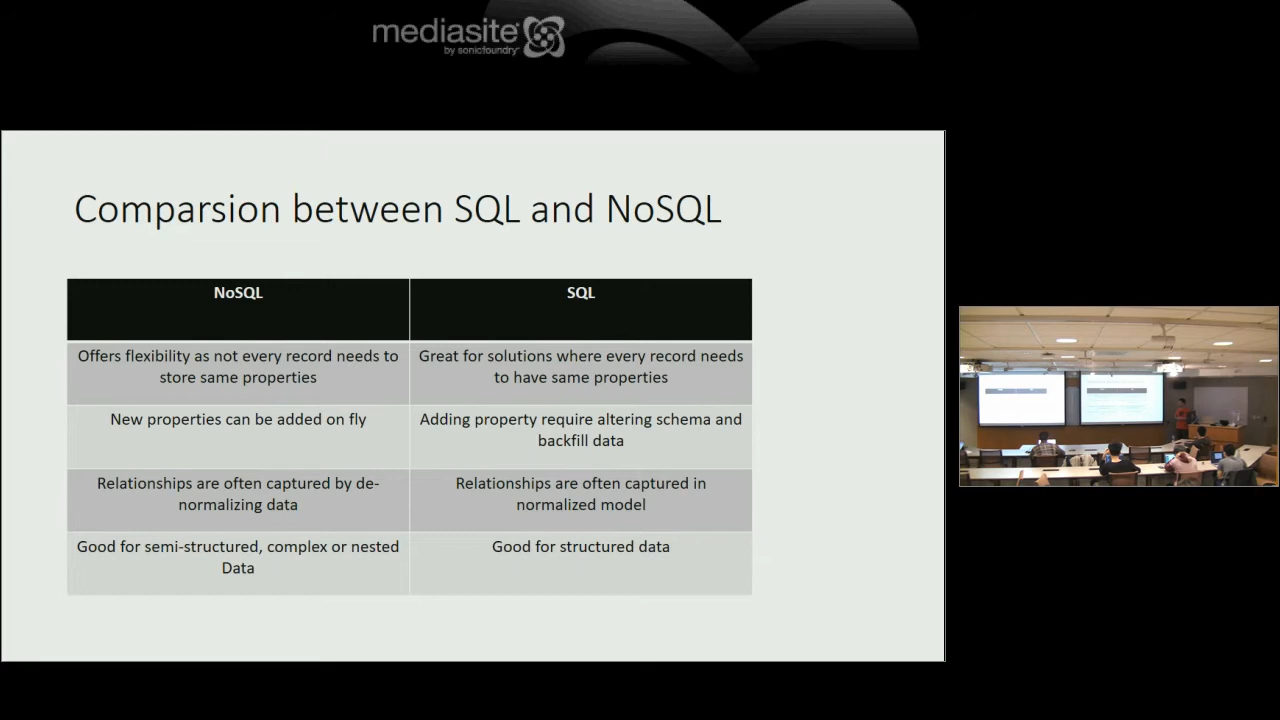 mediasite
by sonicfoundry
Comparsion between SQL and NoSQL
NoSQL
SQL
Offers flexibility as not every record needs to
store same properties
Great for solutions where every record needs
to have same properties
New properties can be added on fly
Adding property require altering schema and
backfill data
Relationships are often captured by de-
normalizing data
Relationships are often captured in
normalized model
Good for semi-structured, complex or nested
Data
Good for structured data